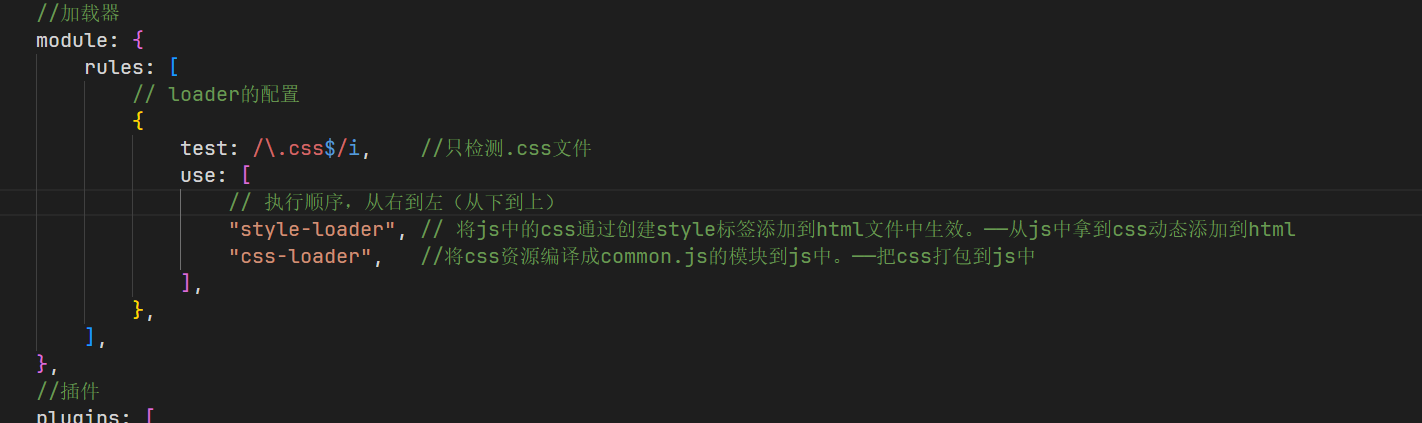 //加载器
module: {
rules: [
// loader的配置
{
test: /\.css$/i, //只检测.css文件
use: [
// 执行顺序，从右到左（从下到上）
"style-loader", // 将js中的css通过创建style标签添加到html文件中生效。——从js中拿到css动态添加到html
"css-loader", //将css资源编译成common.js的模块到js中。——把css打包到js中
],
},
],
},
//插件
plugins: [